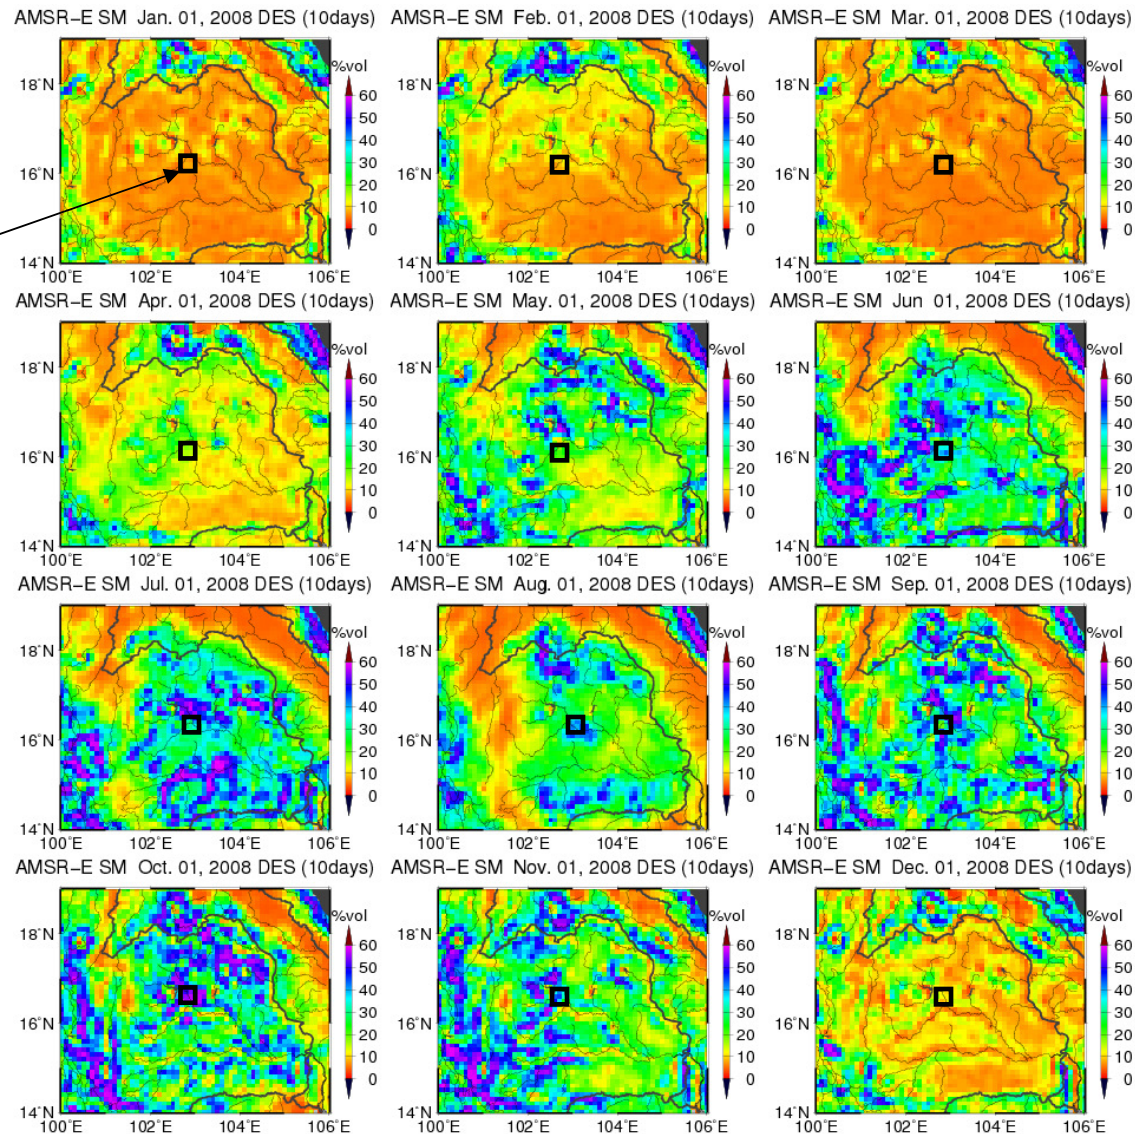 AMSR−E SM Jan. 01, 2008 DES (10days) AMSR−E SM Feb. 01, 2008 DES (10days) AMSR−E SM Mar. 01, 2008 DES (10days)
%vol %vol %vol
18˚N 60 18˚N 60 18˚N 60
50 50 50
40 40 40
16˚N 30 16˚N 30 16˚N 30
20 20 20
10 10 10
0 0 0
14˚N 14˚N 14˚N
100˚E 102˚E 104˚E 106˚E 100˚E 102˚E 104˚E 106˚E 100˚E 102˚E 104˚E 106˚E
AMSR−E SM Apr. 01, 2008 DES (10days) AMSR−E SM May. 01, 2008 DES (10days) AMSR−E SM Jun 01, 2008 DES (10days)
%vol %vol %vol
18˚N 60 18˚N 60 18˚N 60
50 50 50
40 40 40
16˚N 30 16˚N 30 16˚N 30
20 20 20
10 10 10
0 0 0
14˚N 14˚N 14˚N
100˚E 102˚E 104˚E 106˚E 100˚E 102˚E 104˚E 106˚E 100˚E 102˚E 104˚E 106˚E
AMSR−E SM Jul. 01, 2008 DES (10days) AMSR−E SM Aug. 01, 2008 DES (10days) AMSR−E SM Sep. 01, 2008 DES (10days)
%vol %vol %vol
18˚N 60 18˚N 60 18˚N 60
50 50 50
40 40 40
16˚N 30 16˚N 30 16˚N 30
20 20 20
10 10 10
0 0 0
14˚N 14˚N 14˚N
100˚E 102˚E 104˚E 106˚E 100˚E 102˚E 104˚E 106˚E 100˚E 102˚E 104˚E 106˚E
AMSR−E SM Oct. 01, 2008 DES (10days) AMSR−E SM Nov. 01, 2008 DES (10days) AMSR−E SM Dec. 01, 2008 DES (10days)
%vol %vol %vol
18˚N 60 18˚N 60 18˚N 60
50 50 50
40 40 40
16˚N 30 16˚N 30 16˚N 30
20 20 20
10 10 10
0 0 0
14˚N 14˚N 14˚N
100˚E 102˚E 104˚E 106˚E 100˚E 102˚E 104˚E 106˚E 100˚E 102˚E 104˚E 106˚E